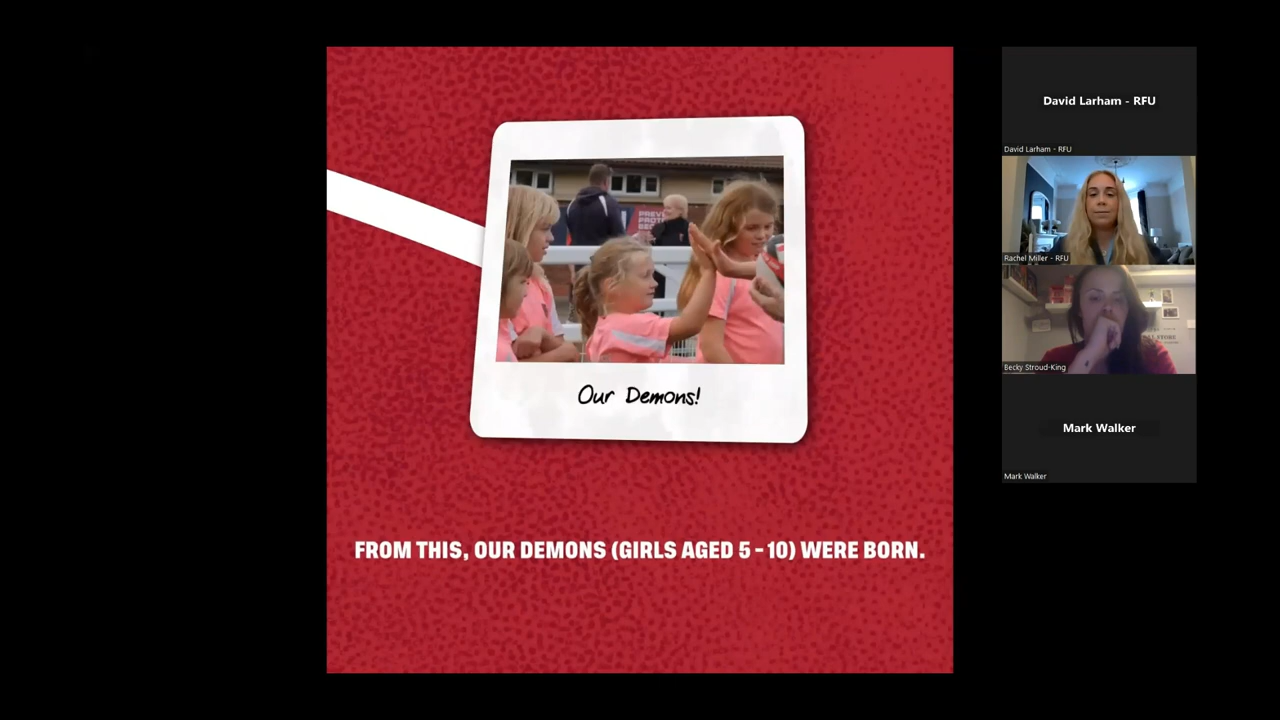 Our Demons!
FROM THIS, OUR DEMONS (GIRLS AGED 5 - 10) WERE BORN.
David Larham - RFU
David Larham - RFU
Rachel Miller - RFU
Becky Stroud-King
Mark Walker
Mark Walker